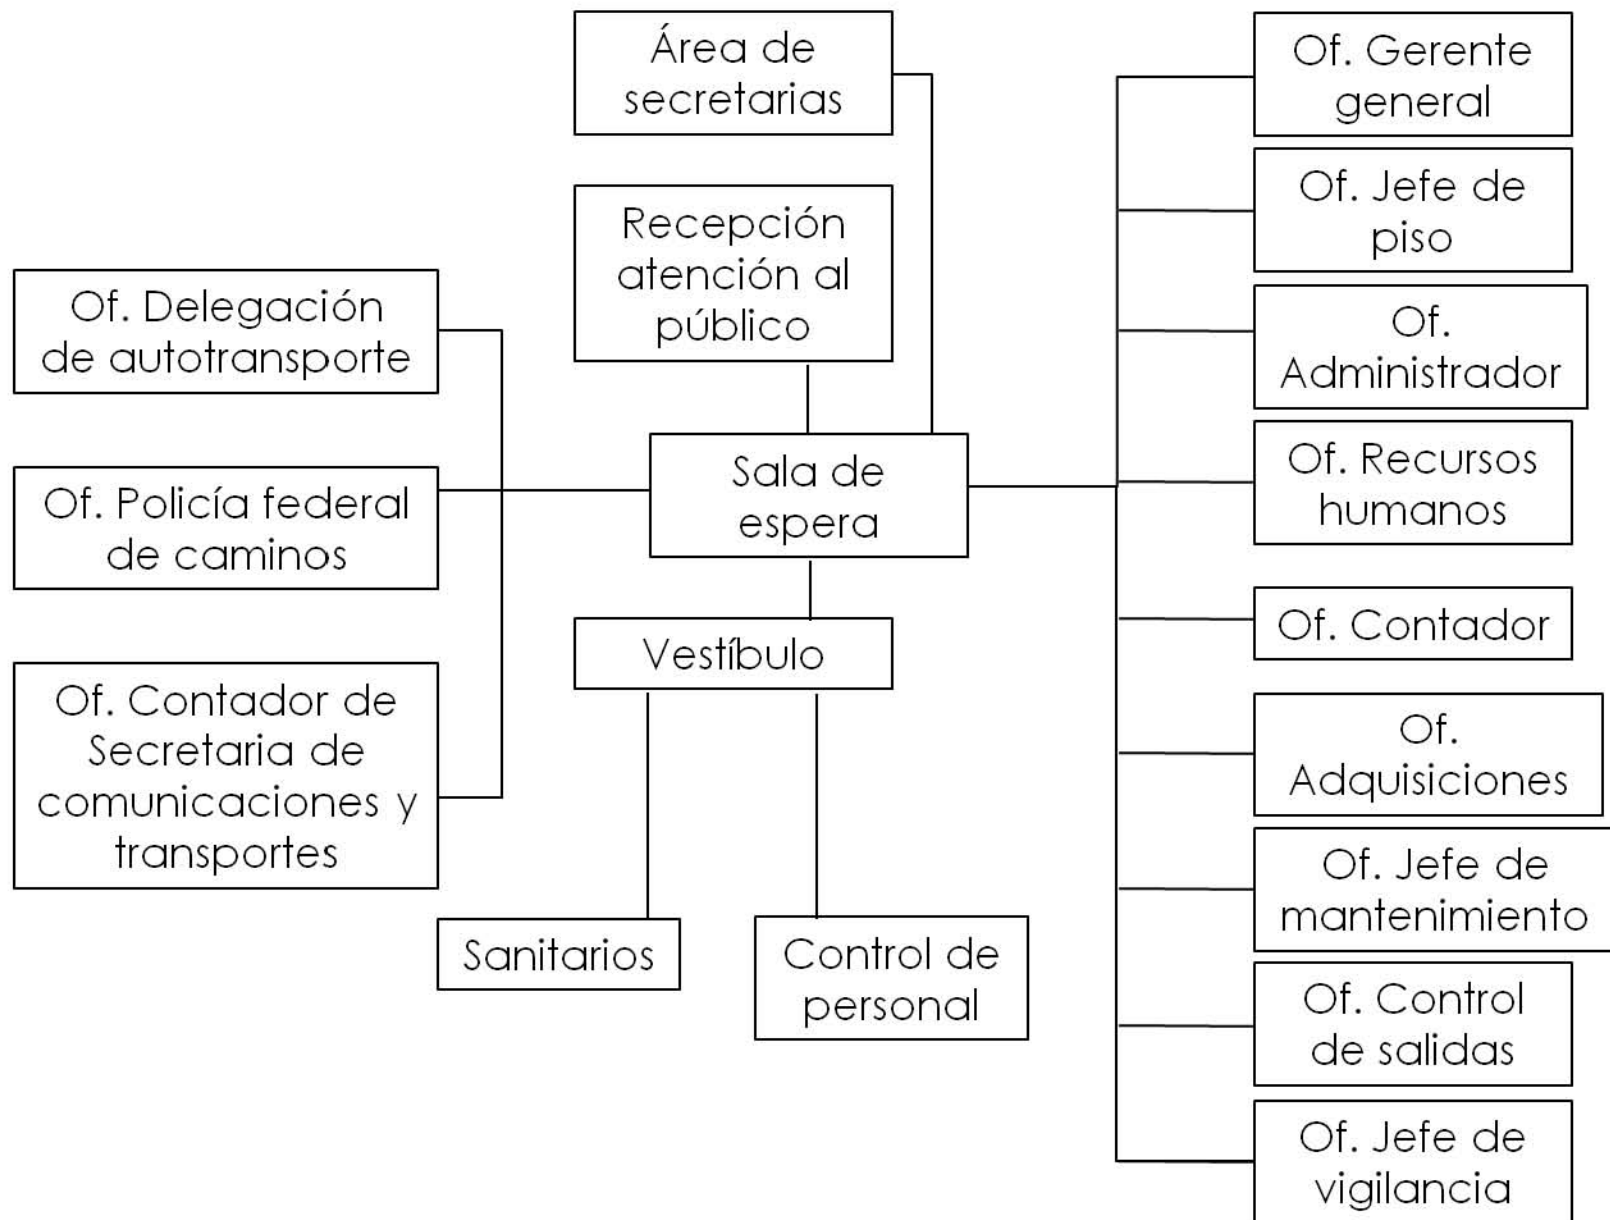 Área de
secretarias
Recepción
atención al
público
Of. Delegación
de autotransporte
Of. Policía federal
de caminos
Of. Contador de
Secretaria de
comunicaciones y
transportes
Sala de
espera
Vestíbulo
Sanitarios
Control de
personal
Of. Gerente
general
Of. Jefe de
piso
Of.
Administrador
Of. Recursos
humanos
Of. Contador
Of.
Adquisiciones
Of. Jefe de
mantenimiento
Of. Control
de salidas
Of. Jefe de
vigilancia